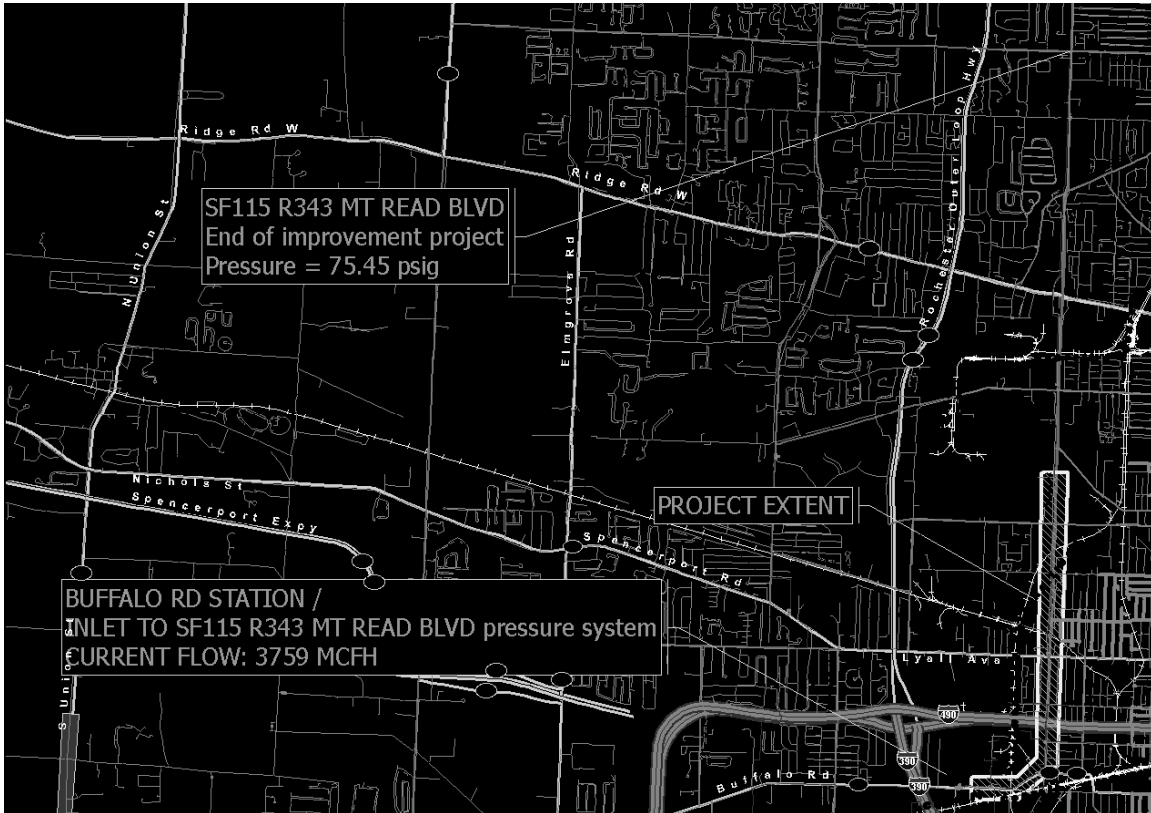 Ridge Rd W
Ridge Rd W
Rochester Outer Loop Hwy
SF115 R343 MT READ BLVD
End of improvement project
Pressure = 75.45 psig
N Union St
Elmgrove Rd
Nichols St
Spencerport Expy
PROJECT EXTENT
Spencerport Rd
BUFFALO RD STATION /
INLET TO SF115 R343 MT READ BLVD pressure system
CURRENT FLOW: 3759 MCFH
S Union St
Lyall Ava
490
390
390
Buffalo Rd